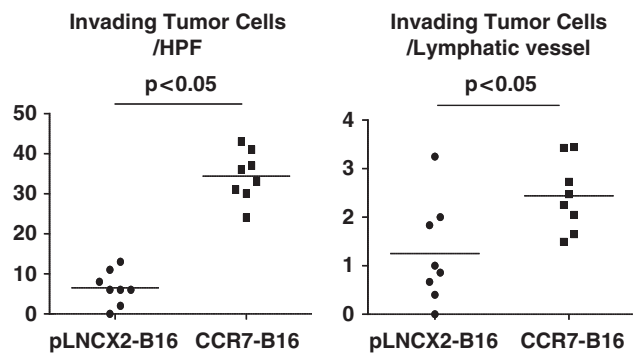 Invading Tumor Cells
/HPF
p<0.05
50
40
30
20
10
0
pLNCX2-B16 CCR7-B16
Invading Tumor Cells
/Lymphatic vessel
p<0.05
4
3
2
1
0
pLNCX2-B16 CCR7-B16